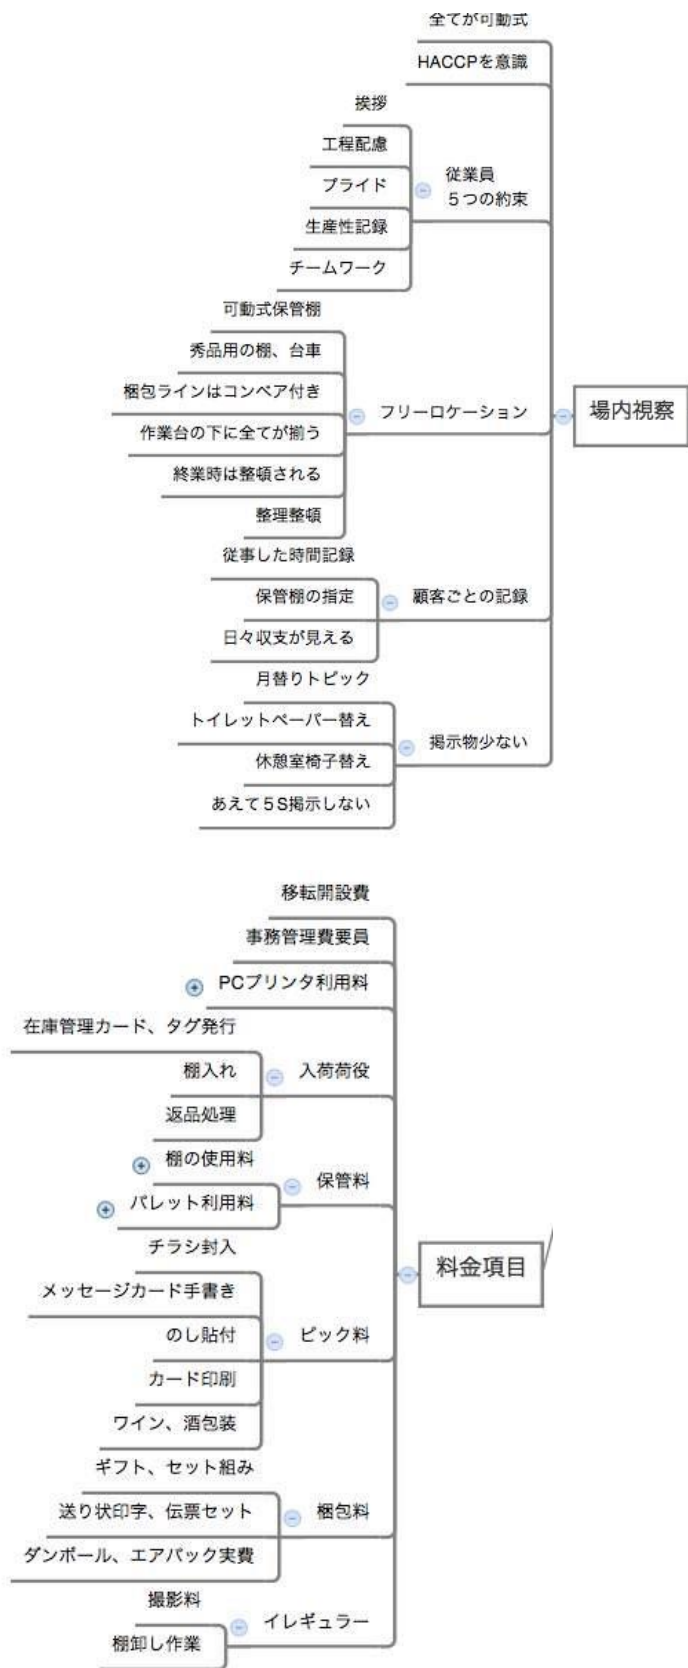 全てが可動式
HACCPを意識
挨拶
工程配慮
プライド
生産性記録
チームワーク
従業員
５つの約束
可動式保管棚
秀品用の棚、台車
梱包ラインはコンベア付き
作業台の下に全てが揃う
終業時は整頓される
整理整頓
フリーロケーション
場内視察
従事した時間記録
保管棚の指定
日々収支が見える
顧客ごとの記録
月替りトピック
トイレットペーパー替え
休憩室椅子替え
あえて５S掲示しない
掲示物少ない
移転開設費
事務管理費要員
PCプリンタ利用料
在庫管理カード、タグ発行
棚入れ
返品処理
入荷荷役
棚の使用料
パレット利用料
保管料
料金項目
チラシ封入
メッセージカード手書き
のし貼付
カード印刷
ワイン、酒包装
ピック料
ギフト、セット組み
送り状印字、伝票セット
ダンボール、エアパック実費
梱包料
撮影料
棚卸し作業
イレギュラー